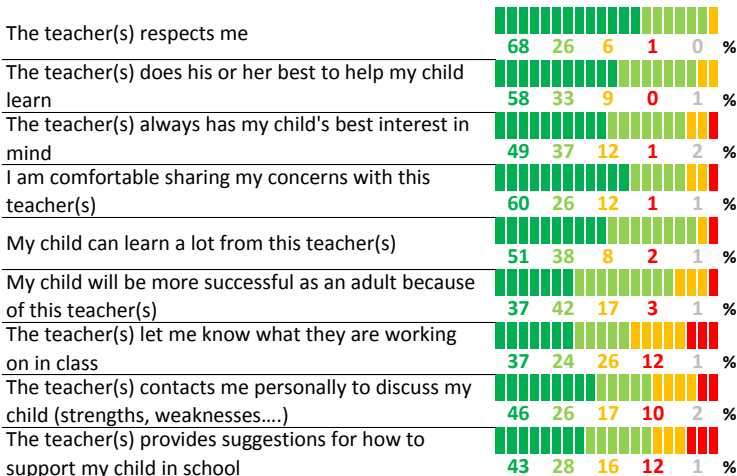 The teacher(s) respects me
68 26 6 1 0 %
The teacher(s) does his or her best to help my child
learn
58 33 9 0 1 %
The teacher(s) always has my child's best interest in
mind
49 37 12 1 2 %
I am comfortable sharing my concerns with this
teacher(s)
60 26 12 1 1 %
My child can learn a lot from this teacher(s)
51 38 8 2 1 %
My child will be more successful as an adult because
of this teacher(s)
37 42 17 3 1 %
The teacher(s) let me know what they are working
on in class
37 24 26 12 1 %
The teacher(s) contacts me personally to discuss my
child (strengths, weaknesses....)
46 26 17 10 2 %
The teacher(s) provides suggestions for how to
support my child in school
43 28 16 12 1 %